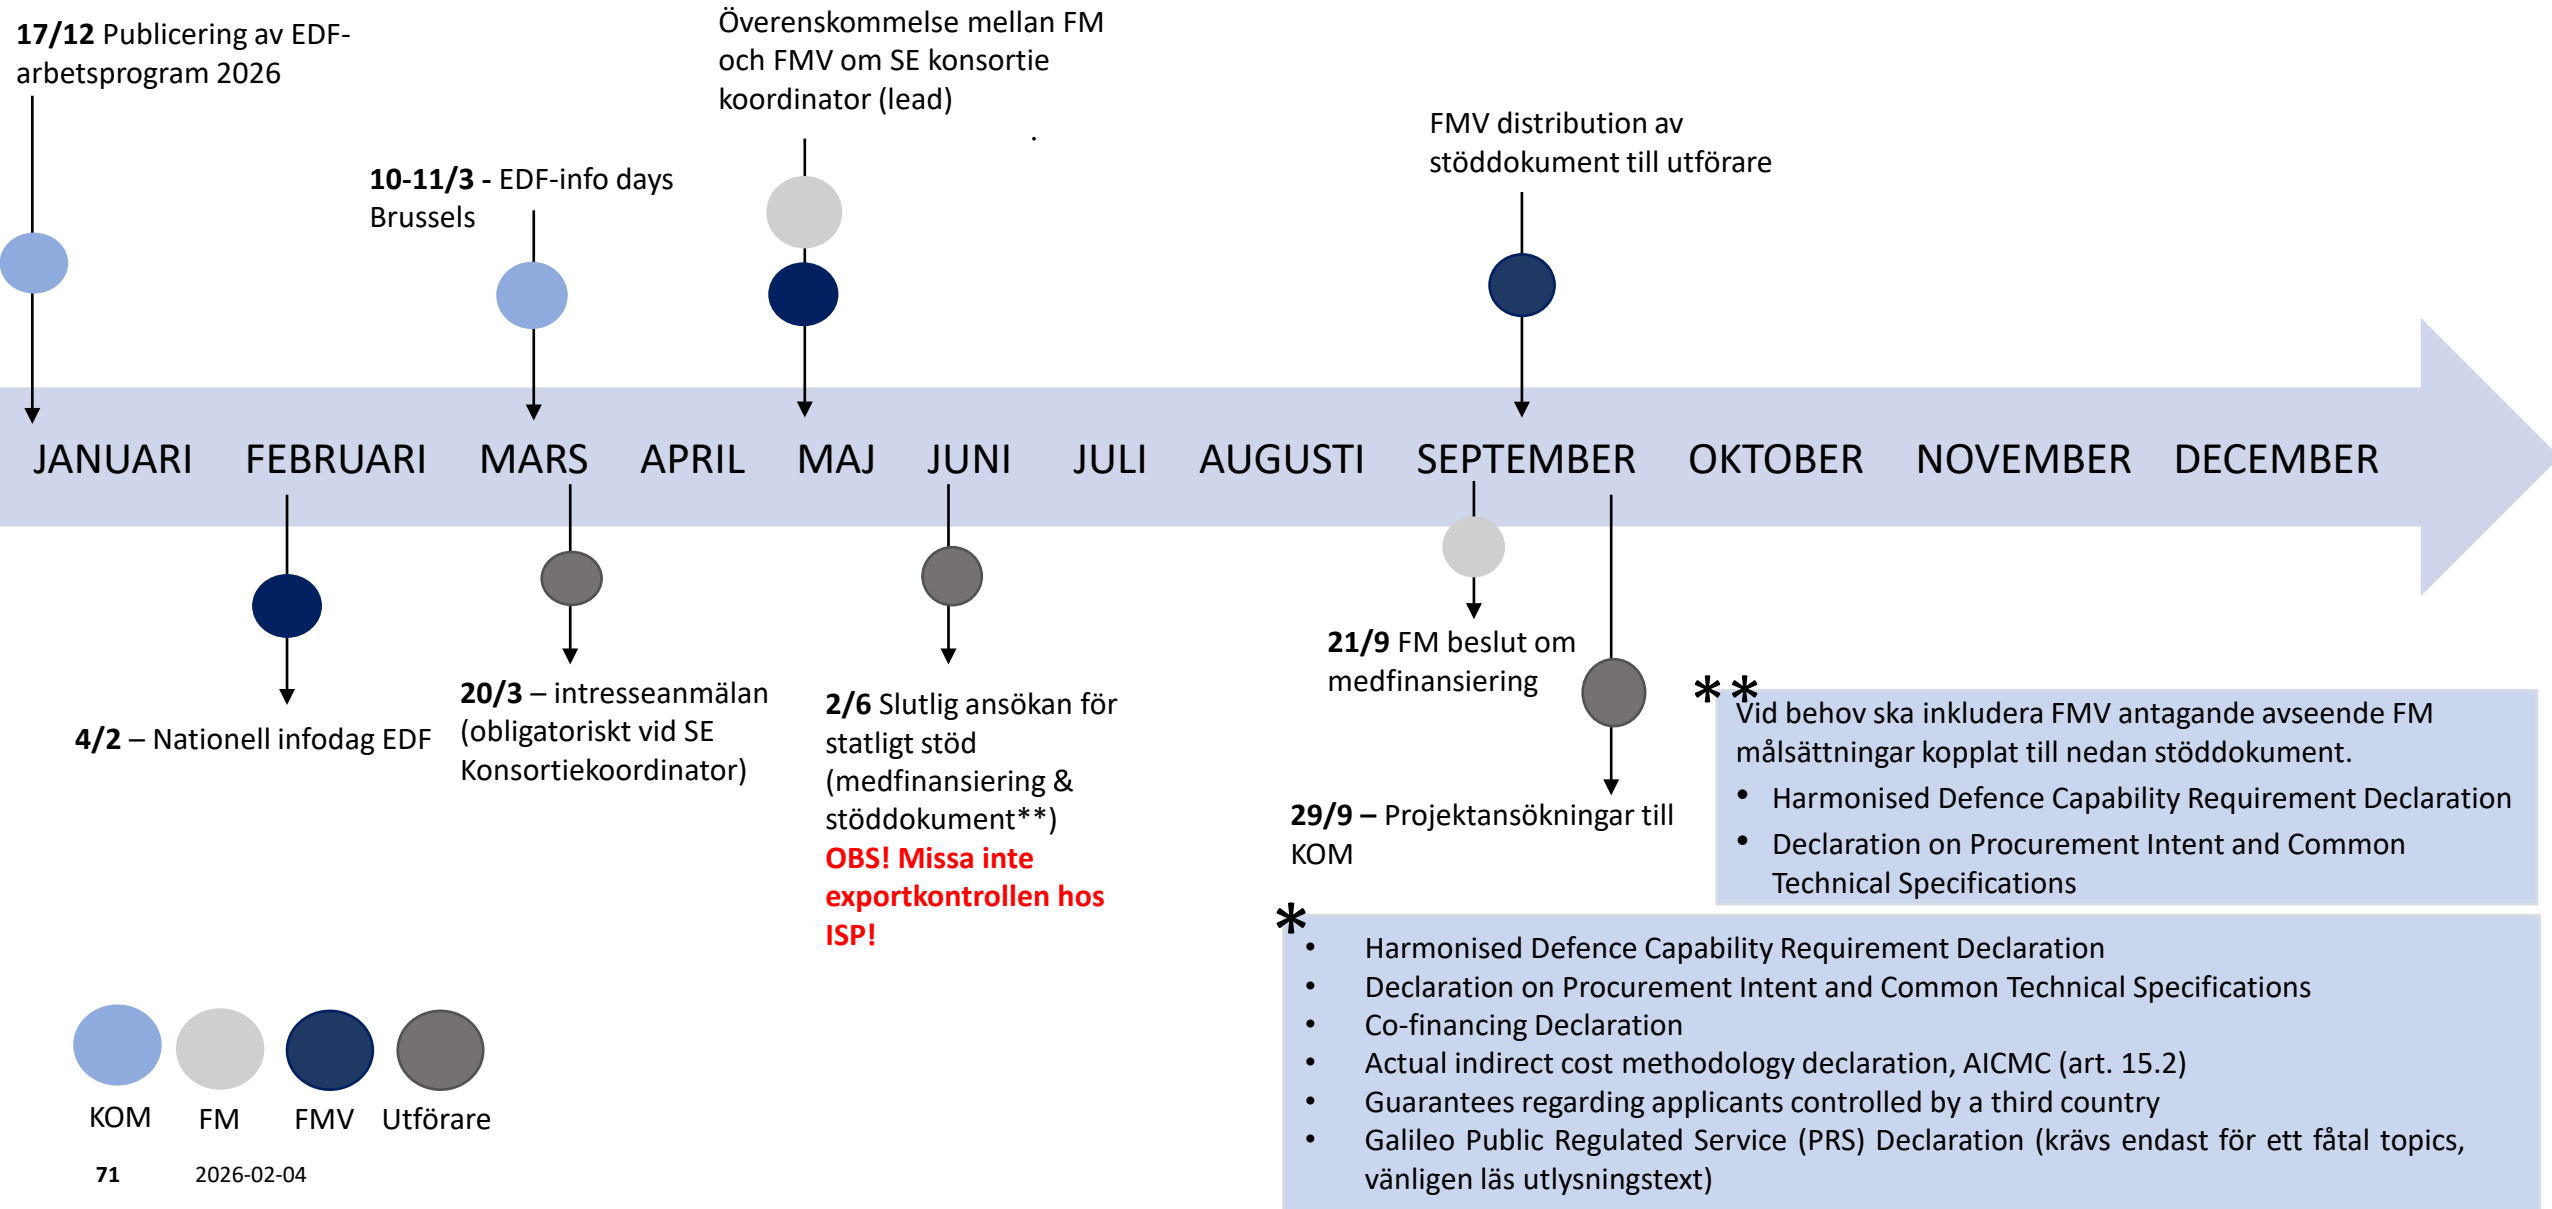 17/12 Publicering av EDF-
arbetsprogram 2026
10-11/3 - EDF-info days
Brussels
Överenskommelse mellan FM
och FMV om SE konsortie
koordinator (lead)
.
FMV distribution av
stöddokument till utförare
JANUARI FEBRUARI MARS APRIL MAJ JUNI JULI AUGUSTI SEPTEMBER OKTOBER NOVEMBER DECEMBER
4/2 – Nationell infodag EDF
20/3 – intresseanmälan
(obligatoriskt vid SE
Konsortiekoordinator)
2/6 Slutlig ansökan för
statligt stöd
(medfinansiering &
stöddokument**)
OBS! Missa inte
exportkontrollen hos
ISP!
21/9 FM beslut om
medfinansiering
29/9 – Projektansökningar till
KOM
**
Vid behov ska inkludera FMV antagande avseende FM
målsättningar kopplat till nedan stöddokument.
• Harmonised Defence Capability Requirement Declaration
• Declaration on Procurement Intent and Common
Technical Specifications
*
• Harmonised Defence Capability Requirement Declaration
• Declaration on Procurement Intent and Common Technical Specifications
• Co-financing Declaration
• Actual indirect cost methodology declaration, AICMC (art. 15.2)
• Guarantees regarding applicants controlled by a third country
• Galileo Public Regulated Service (PRS) Declaration (krävs endast för ett fåtal topics,
vänligen läs utlysningstext)
KOM FM FMV Utförare
71 2026-02-04